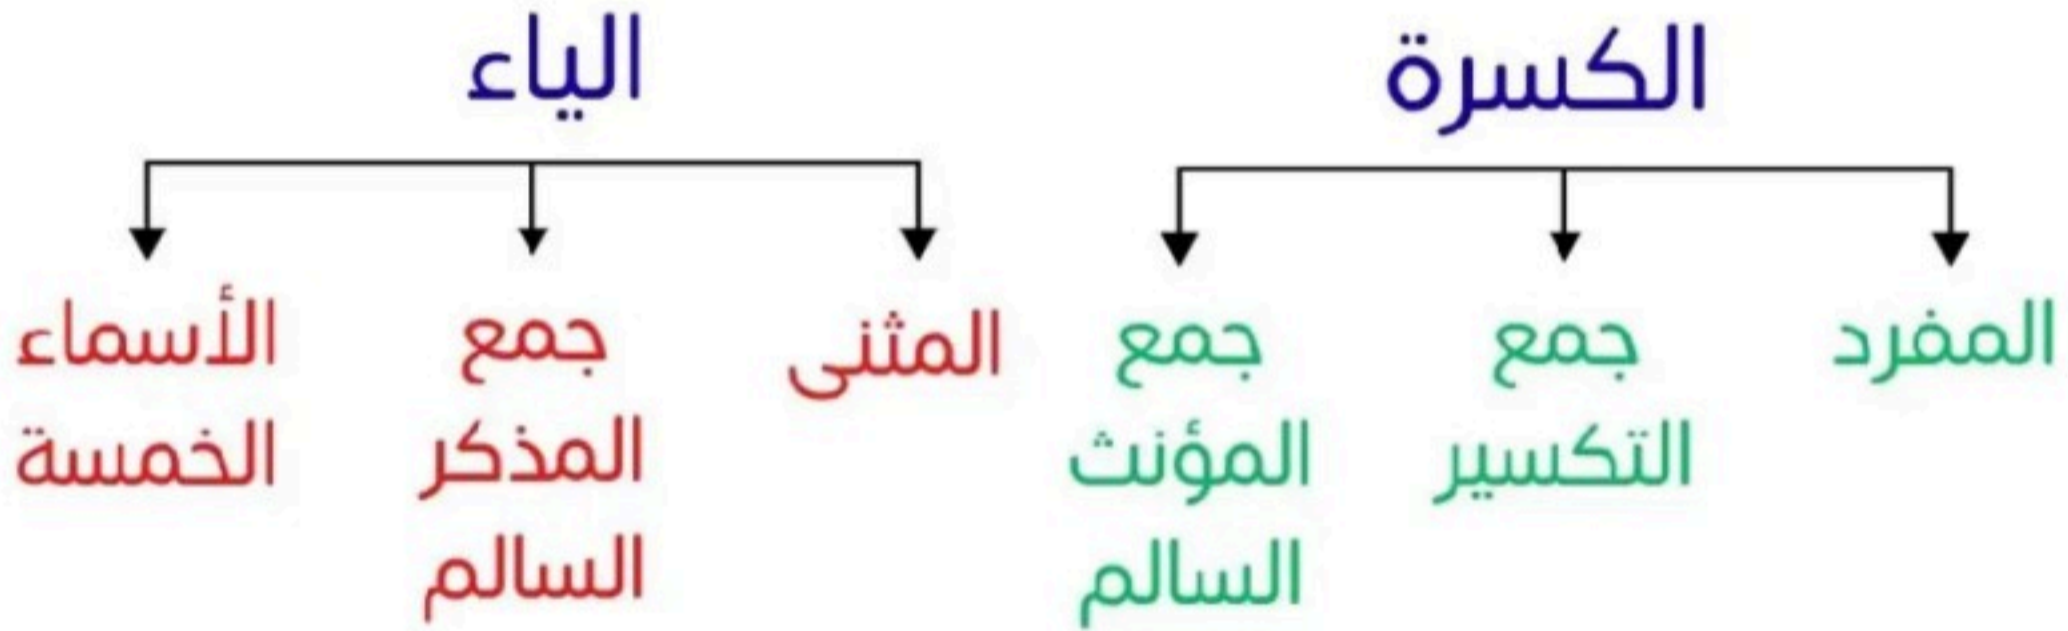 الكسرة
المفرد
جمع
التكسير
جمع
المؤنث
السالم
الياء
المثنى
جمع
المذكر
السالم
الأسماء
الخمسة